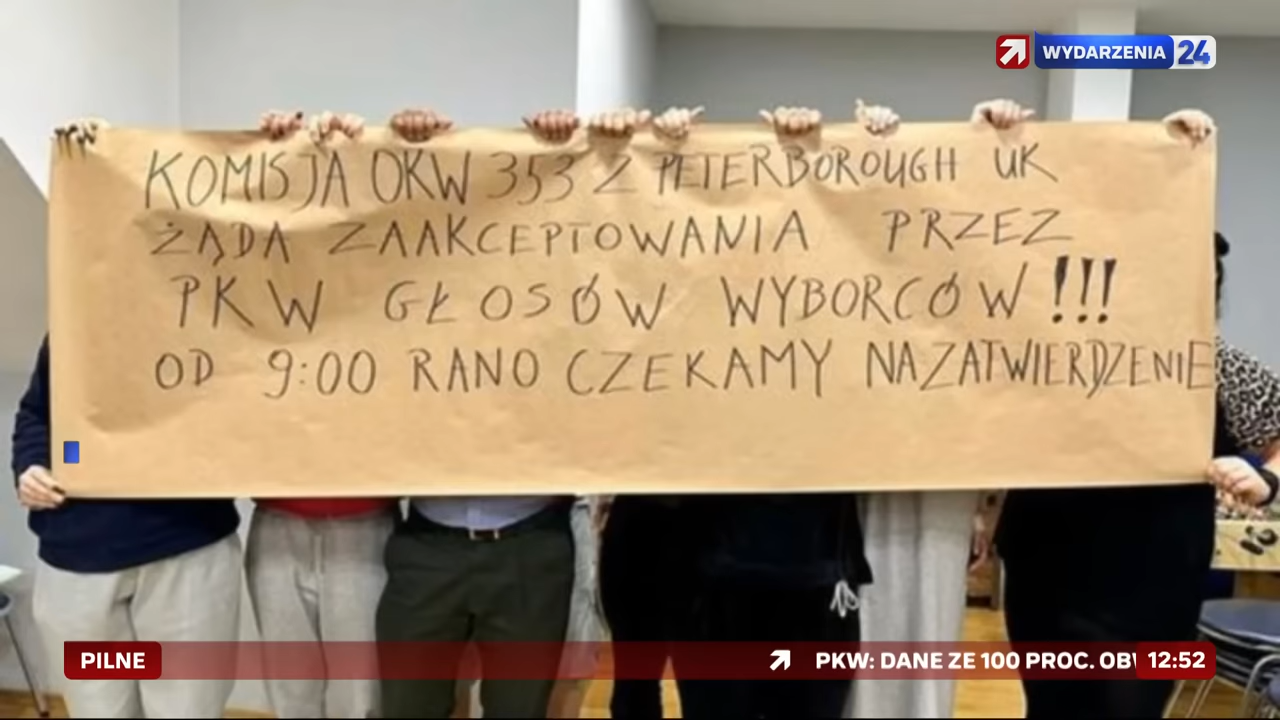 WYDARZENIA 24
KOMISJA OKW 353 Z PETERBOROUGH UK
ŻĄDA ZAAKCEPTOWANIA PRZEZ
PKW GŁOSÓW WYBORCÓW !!!
OD 9:00 RANO CZEKAMY NA ZATWIERDZENIE
PILNE PKW: DANE ZE 100 PROC. 12:52